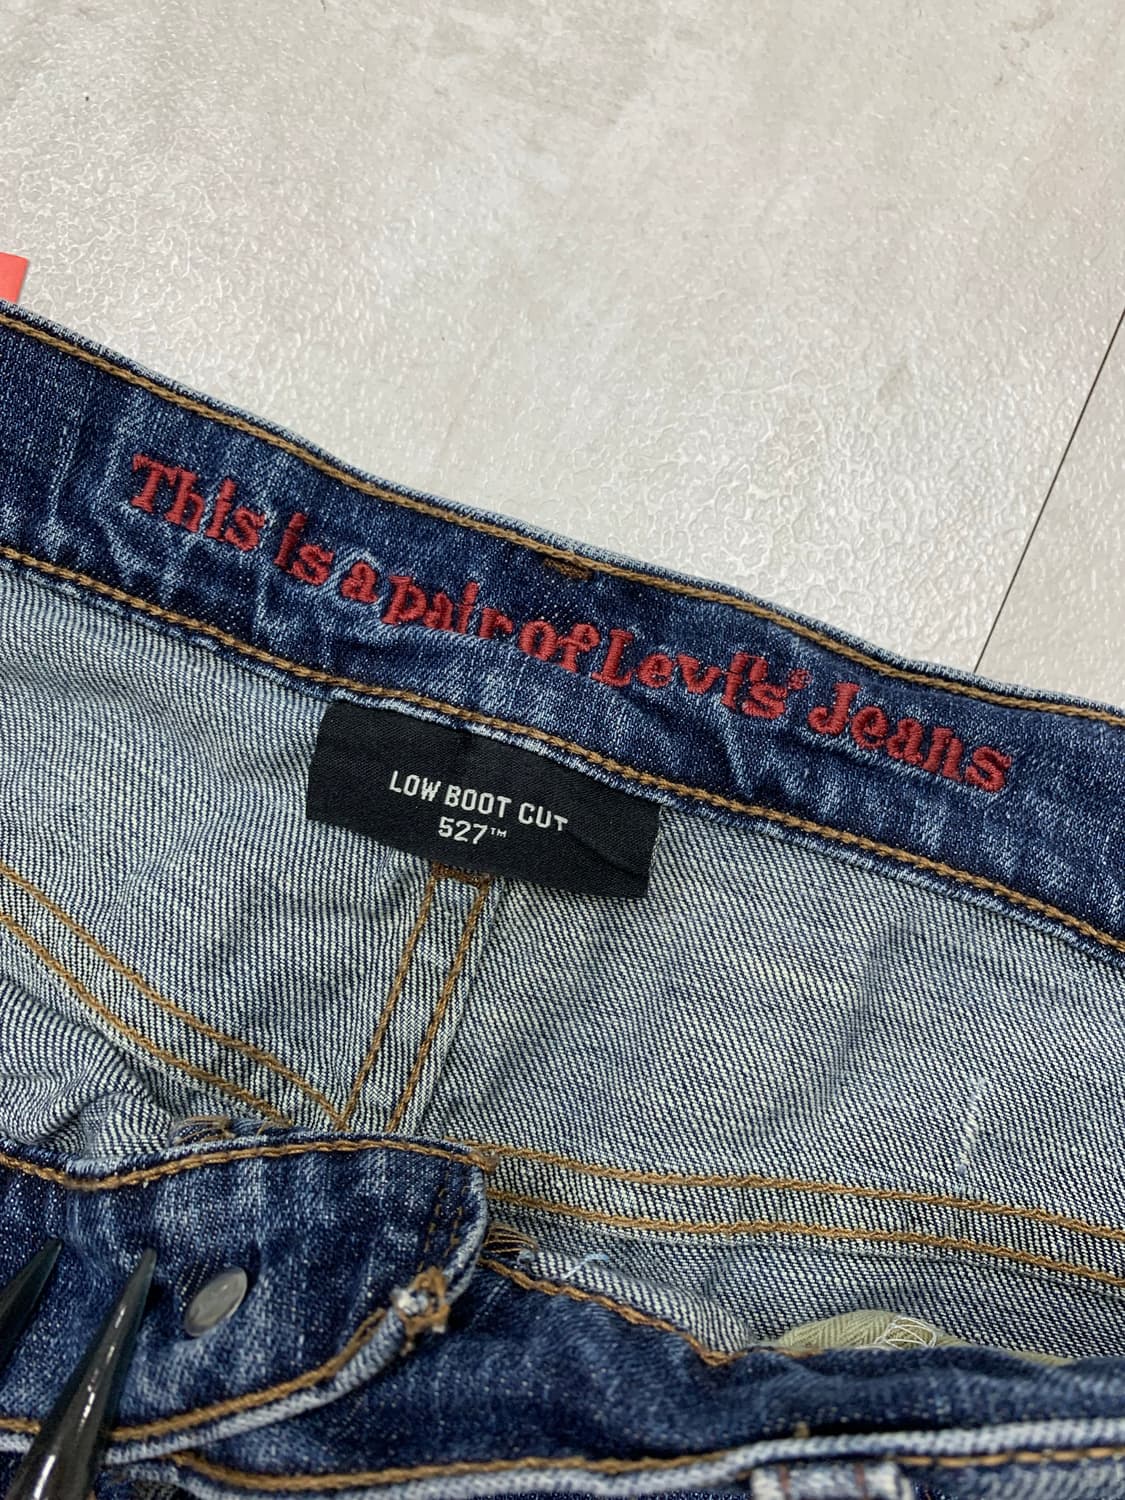 This is a pair of Levi's® Jeans
LOW BOOT CUT
527™